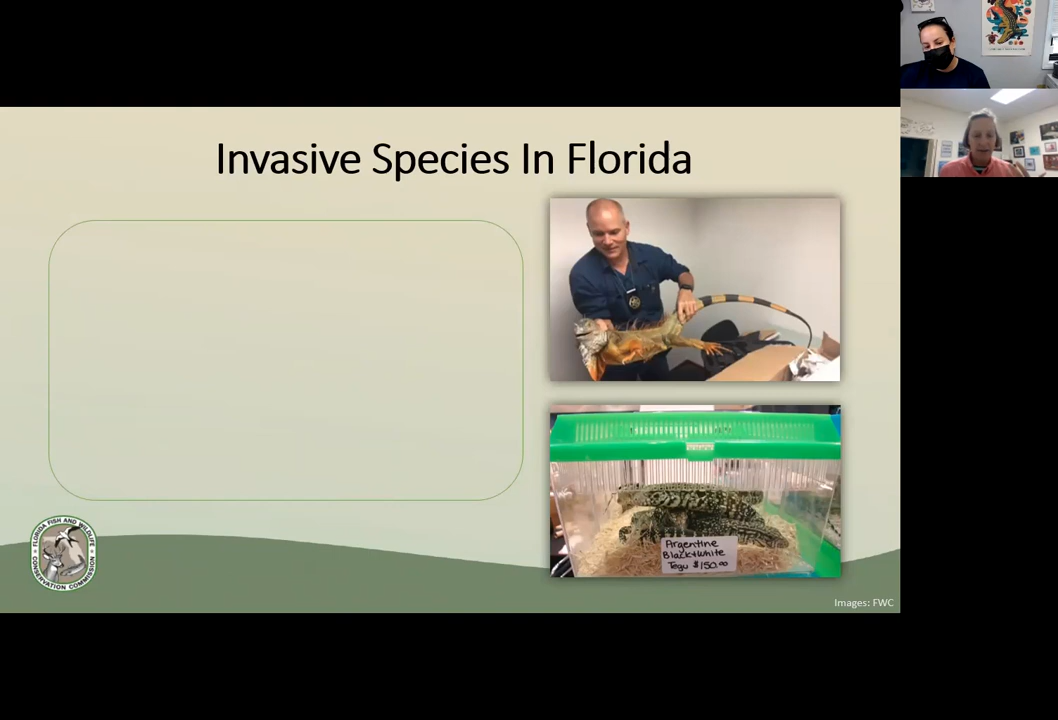 Invasive Species In Florida
Argentine
Black+White
Tegu $150.00
FLORIDA FISH AND WILDLIFE
CONSERVATION COMMISSION
Images: FWC